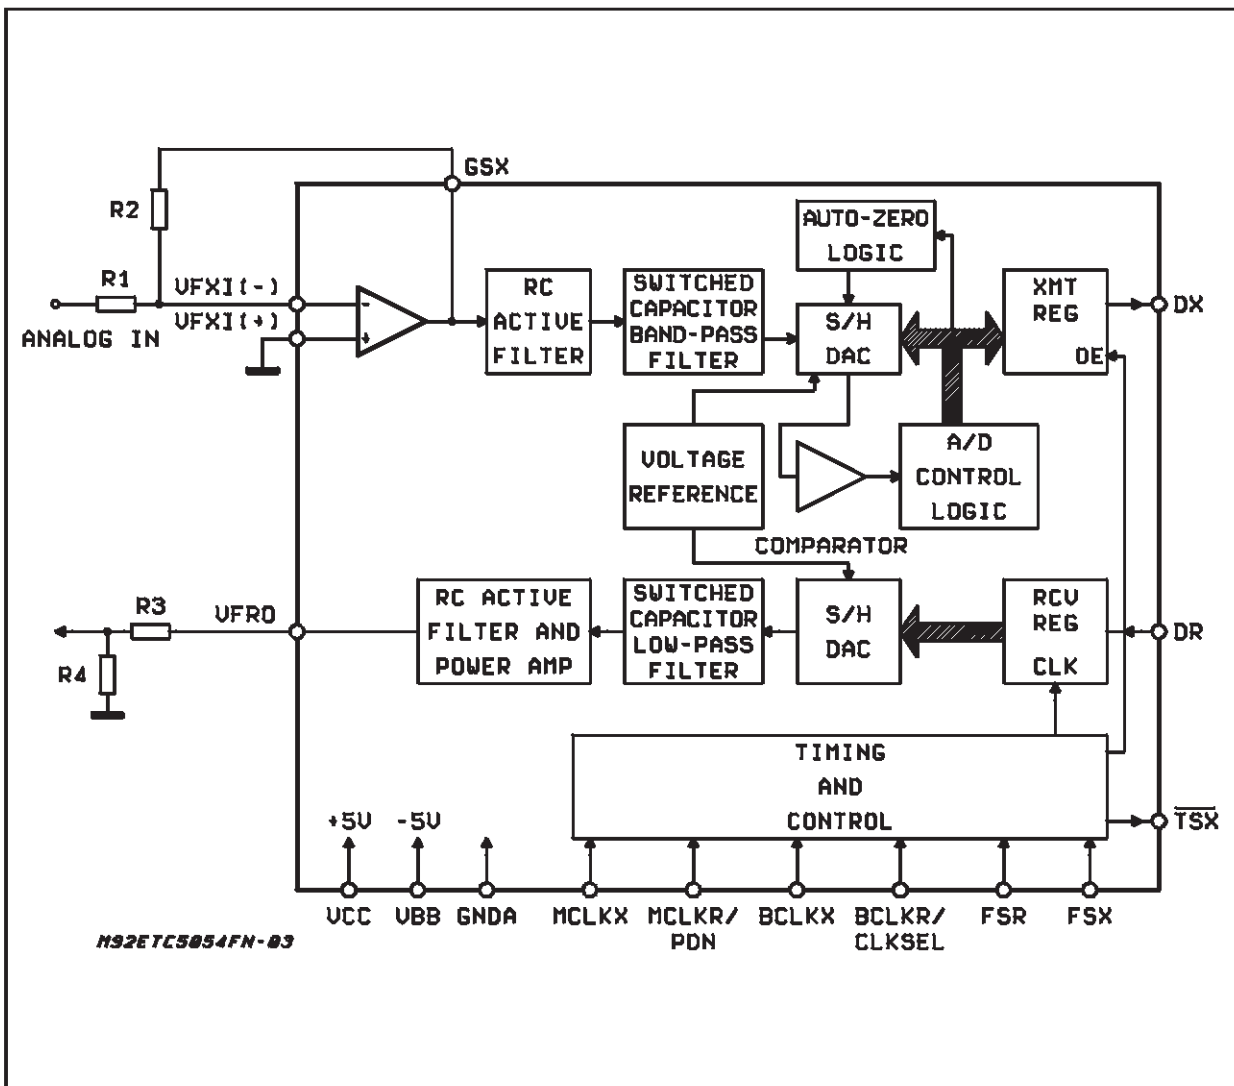 GSX
R2
AUTO-ZERO
LOGIC
R1
VFXI(-)
VFXI(+)
ANALOG IN
-
+
RC
ACTIVE
FILTER
SWITCHED
CAPACITOR
BAND-PASS
FILTER
S/H
DAC
XMT
REG
OE
DX
VOLTAGE
REFERENCE
A/D
CONTROL
LOGIC
COMPARATOR
R3
VFRO
R4
RC ACTIVE
FILTER AND
POWER AMP
SWITCHED
CAPACITOR
LOW-PASS
FILTER
S/H
DAC
RCV
REG
CLK
DR
TIMING
AND
CONTROL
TSX
+5V
-5V
VCC
VBB
GNDA
MCLKX
MCLKR/
PDN
BCLKX
BCLKR/
CLKSEL
FSR
FSX
M92ETC5054FN-03